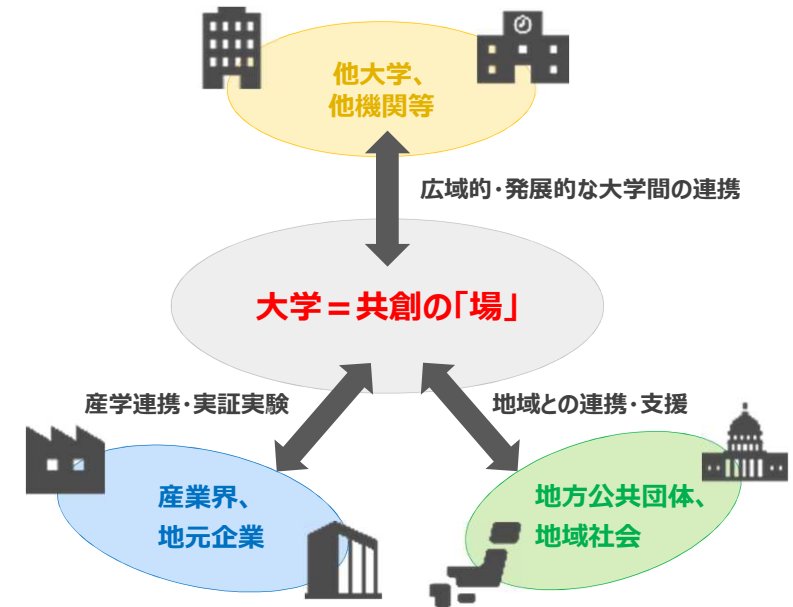 他大学、
他機関等
広域的・発展的な大学間の連携
大学＝共創の「場」
産学連携・実証実験
地域との連携・支援
産業界、
地元企業
地方公共団体、
地域社会